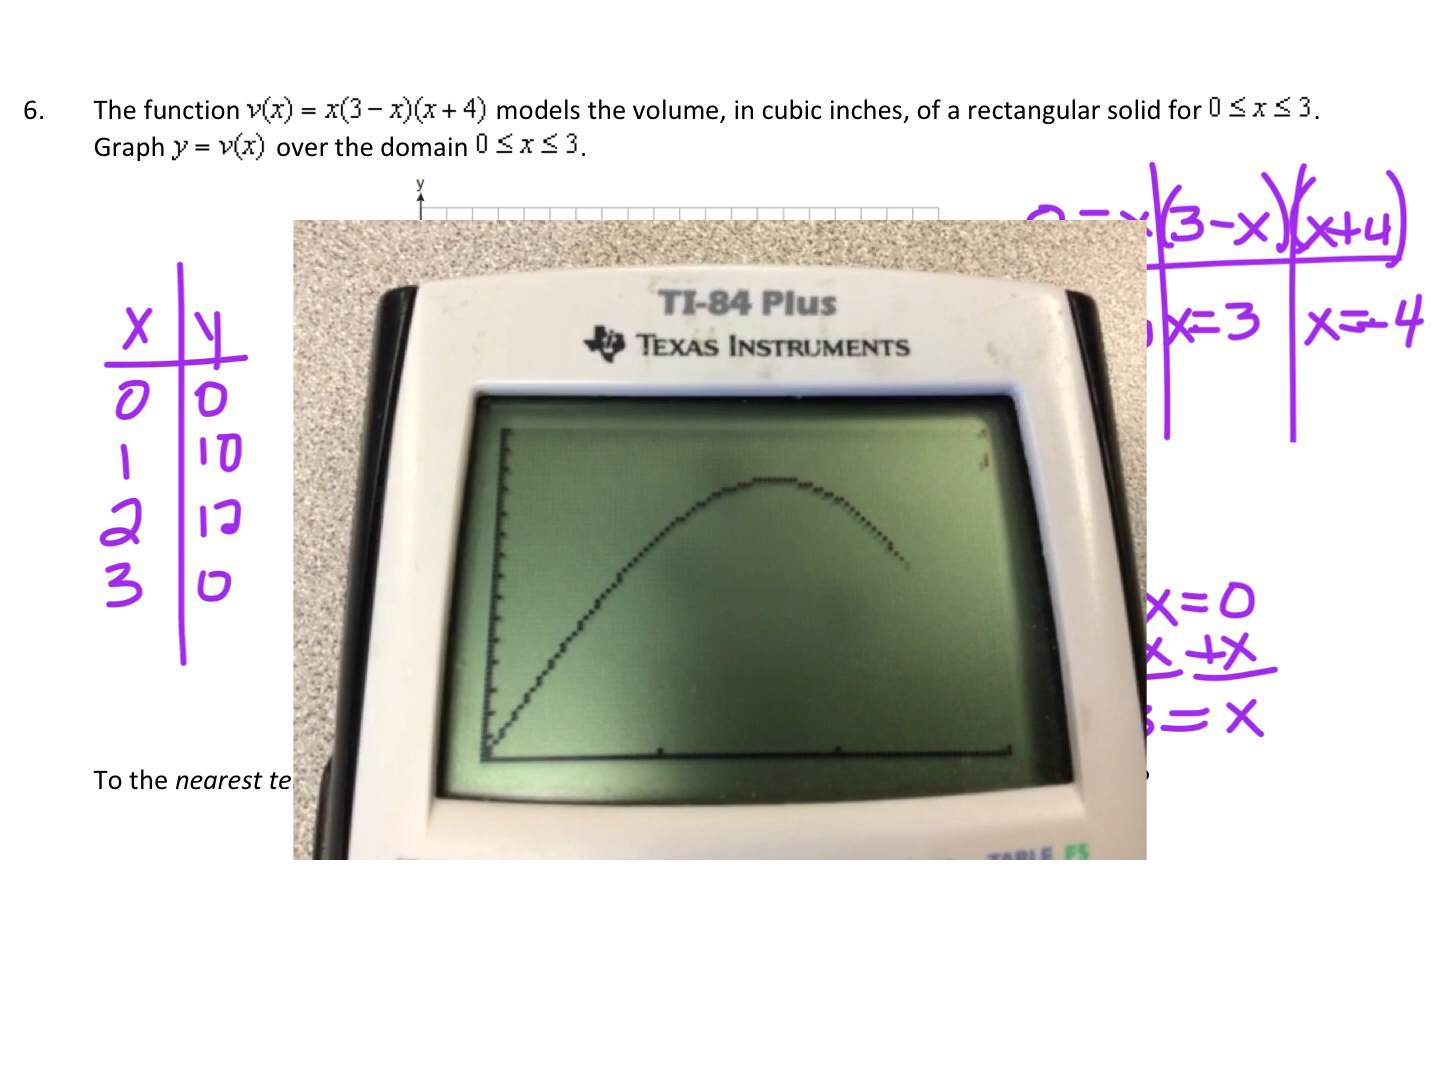 6. The function v(x) = x(3 − x)(x + 4) models the volume, in cubic inches, of a rectangular solid for 0 ≤ x ≤ 3.
Graph y = v(x) over the domain 0 ≤ x ≤ 3.
y
(3-x)(x+4)
x=3 x=-4
TI-84 Plus
TEXAS INSTRUMENTS
x y
0 0
1 10
2 12
3 0
x=0
x +x
= x
To the nearest te
TABLE F5